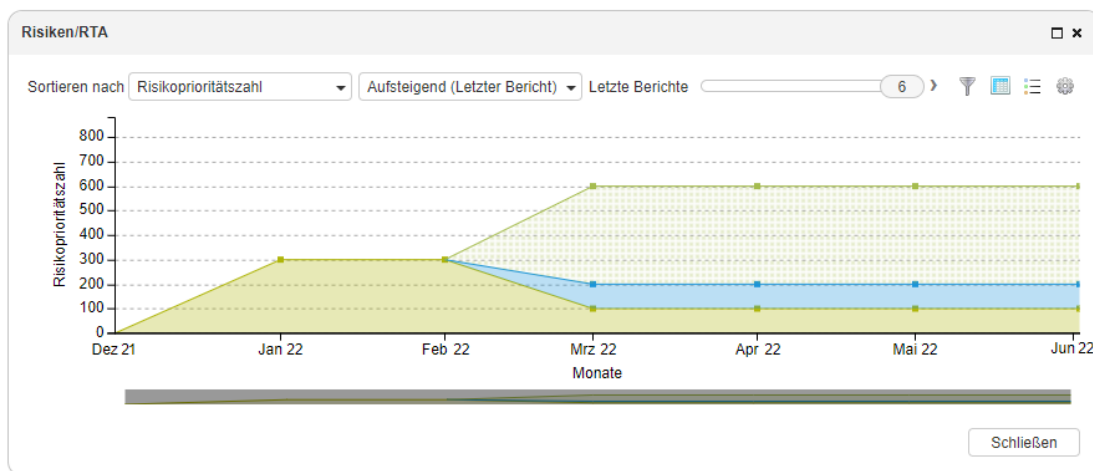 Risiken/RTA
Sortieren nach Risikoprioritätszahl Aufsteigend (Letzter Bericht) Letzte Berichte 6
800
700
600
500
400
300
200
100
0
Risikoprioritätszahl
Dez 21 Jan 22 Feb 22 Mrz 22 Apr 22 Mai 22 Jun 22
Monate
Schließen